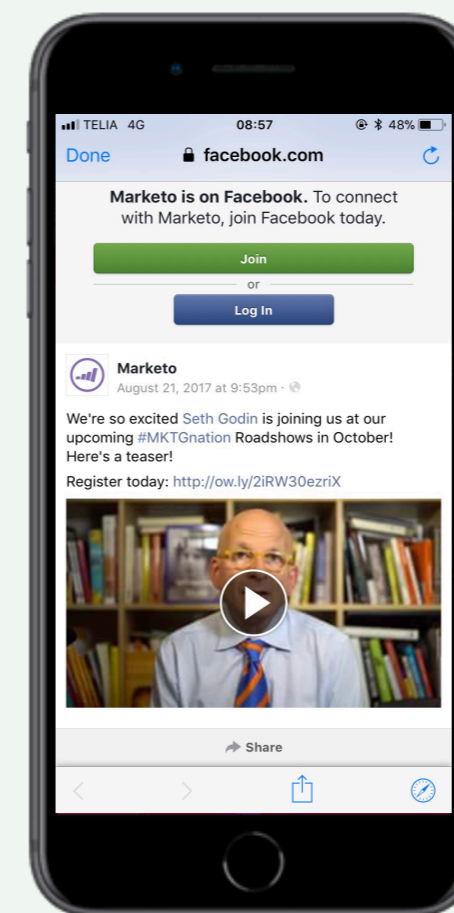 TELIA 4G 08:57 48%
Done facebook.com
Marketo is on Facebook. To connect
with Marketo, join Facebook today.
Join
or
Log In
Marketo
August 21, 2017 at 9:53pm ·
We're so excited Seth Godin is joining us at our
upcoming #MKTGnation Roadshows in October!
Here's a teaser!
Register today: http://ow.ly/2iRW30ezriX
Share